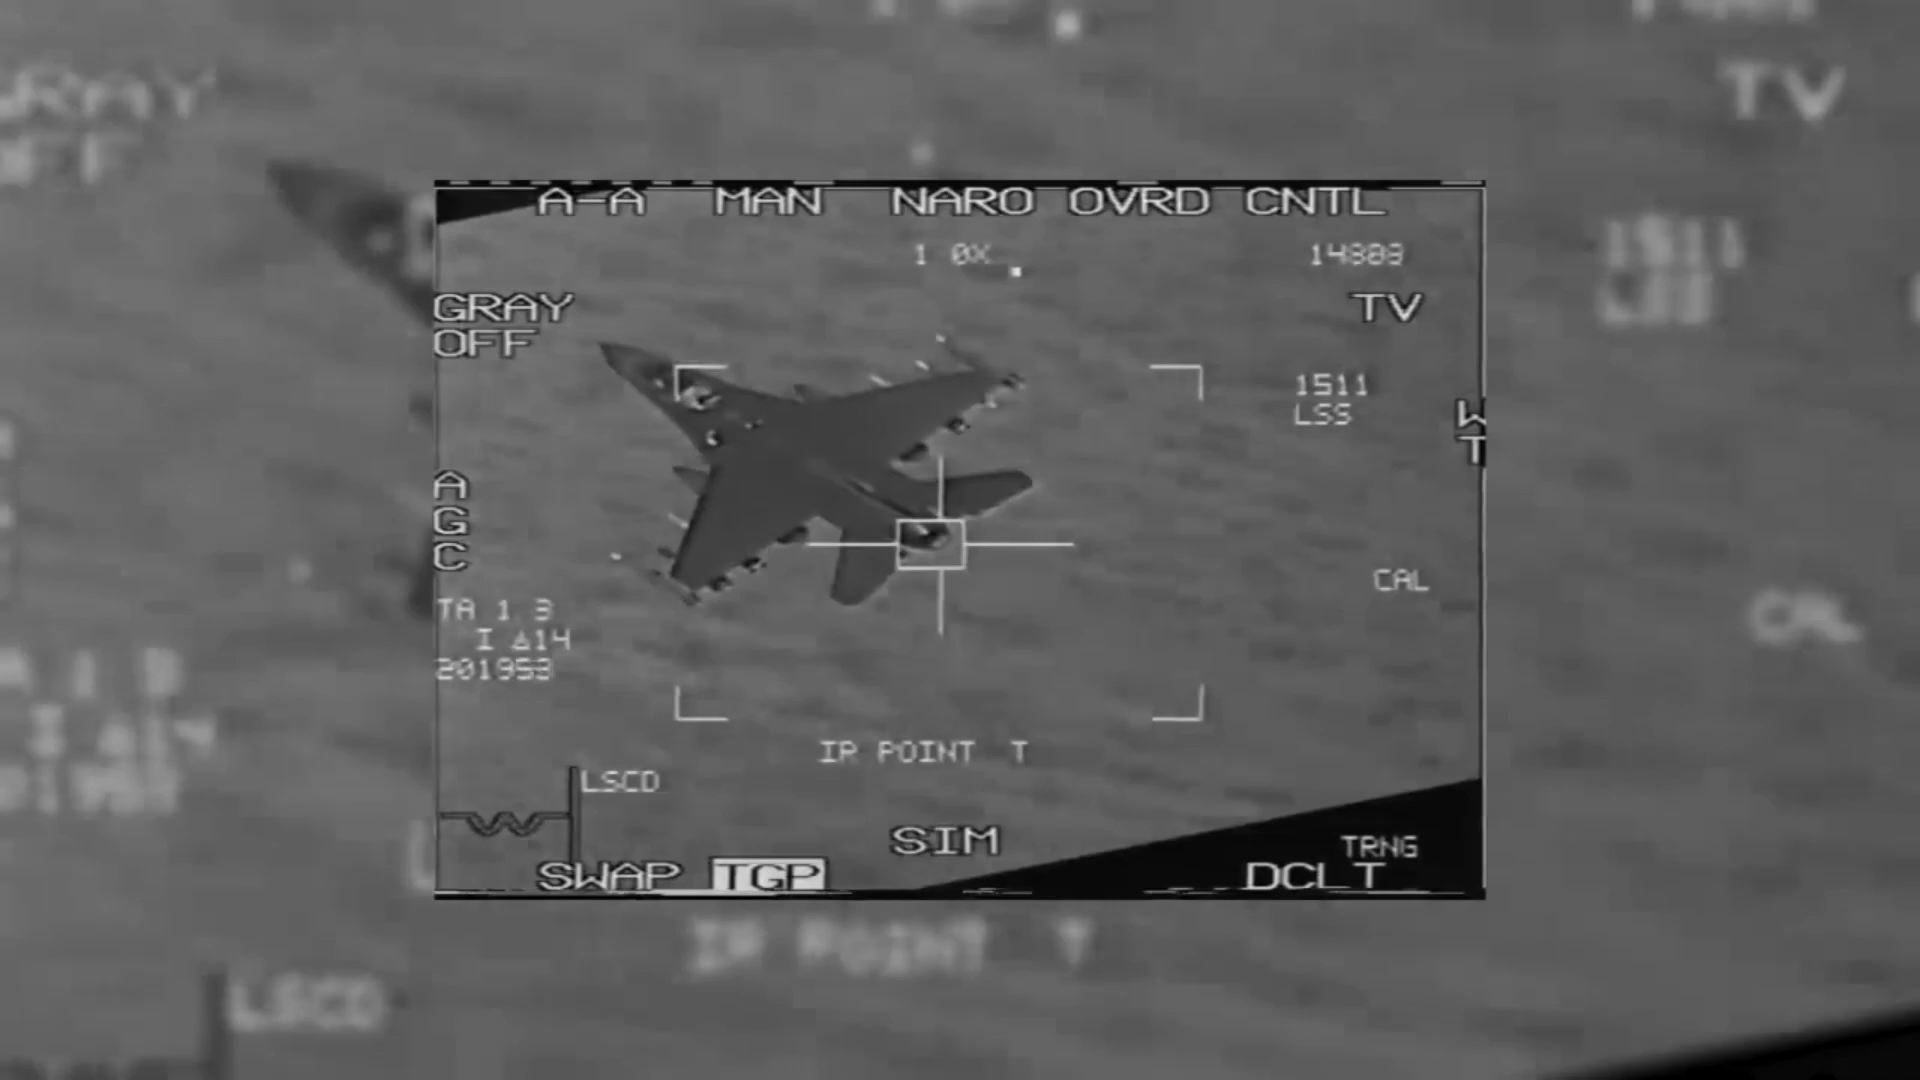 A-A MAN NARO OVRD CNTL
1 0X
14808
GRAY
OFF
TV
1511
LSS
W
T
A
G
C
CAL
TA 1 3
I Δ14
201953
IR POINT T
LSCD
SIM
TRNG
SWAP TGP
DCLT